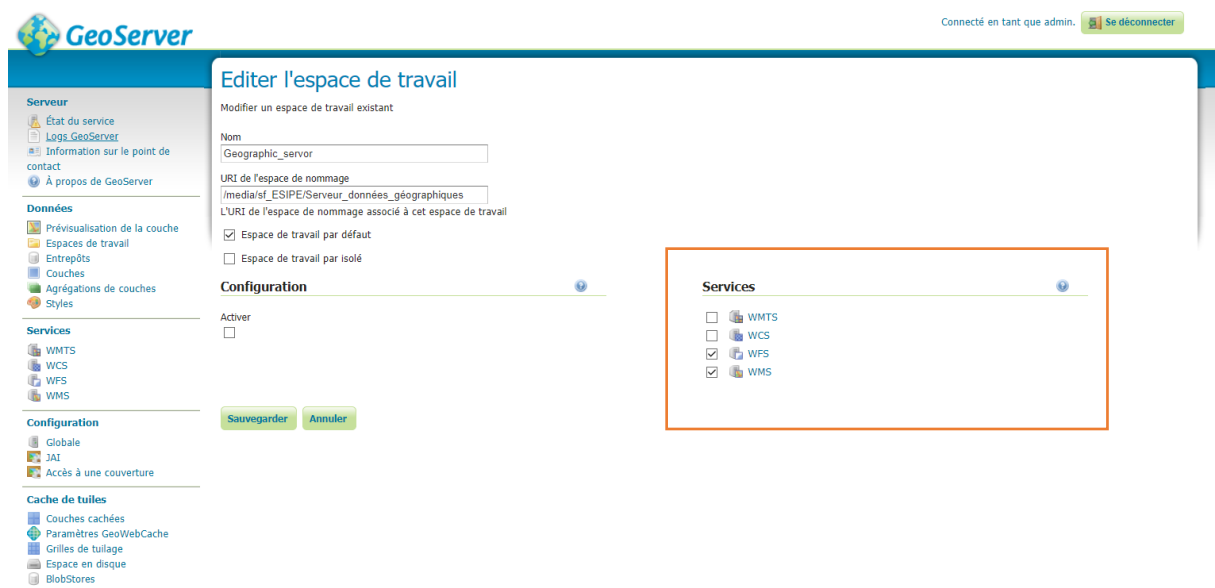 GeoServer
Connecté en tant que admin.
Se déconnecter
Serveur
État du service
Logs GeoServer
Information sur le point de
contact
À propos de GeoServer
Données
Prévisualisation de la couche
Espaces de travail
Entrepôts
Couches
Agrégations de couches
Styles
Services
WMTS
WCS
WFS
WMS
Configuration
Globale
JAI
Accès à une couverture
Cache de tuiles
Couches cachées
Paramètres GeoWebCache
Grilles de tuilage
Espace en disque
BlobStores
Editer l'espace de travail
Modifier un espace de travail existant
Nom
Geographic_servor
URI de l'espace de nommage
/media/sf_ESIPE/Serveur_données_géographiques
L'URI de l'espace de nommage associé à cet espace de travail
Espace de travail par défaut
Espace de travail par isolé
Configuration
Activer
Sauvegarder
Annuler
Services
WMTS
WCS
WFS
WMS